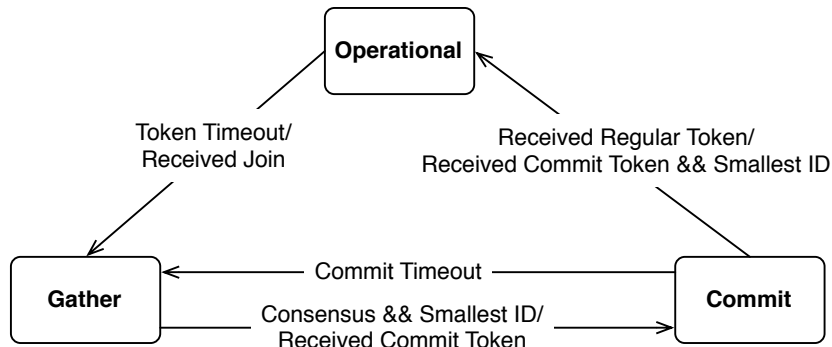 Operational
Token Timeout/
Received Join
Received Regular Token/
Received Commit Token && Smallest ID
Gather
Commit Timeout
Consensus && Smallest ID/
Received Commit Token
Commit